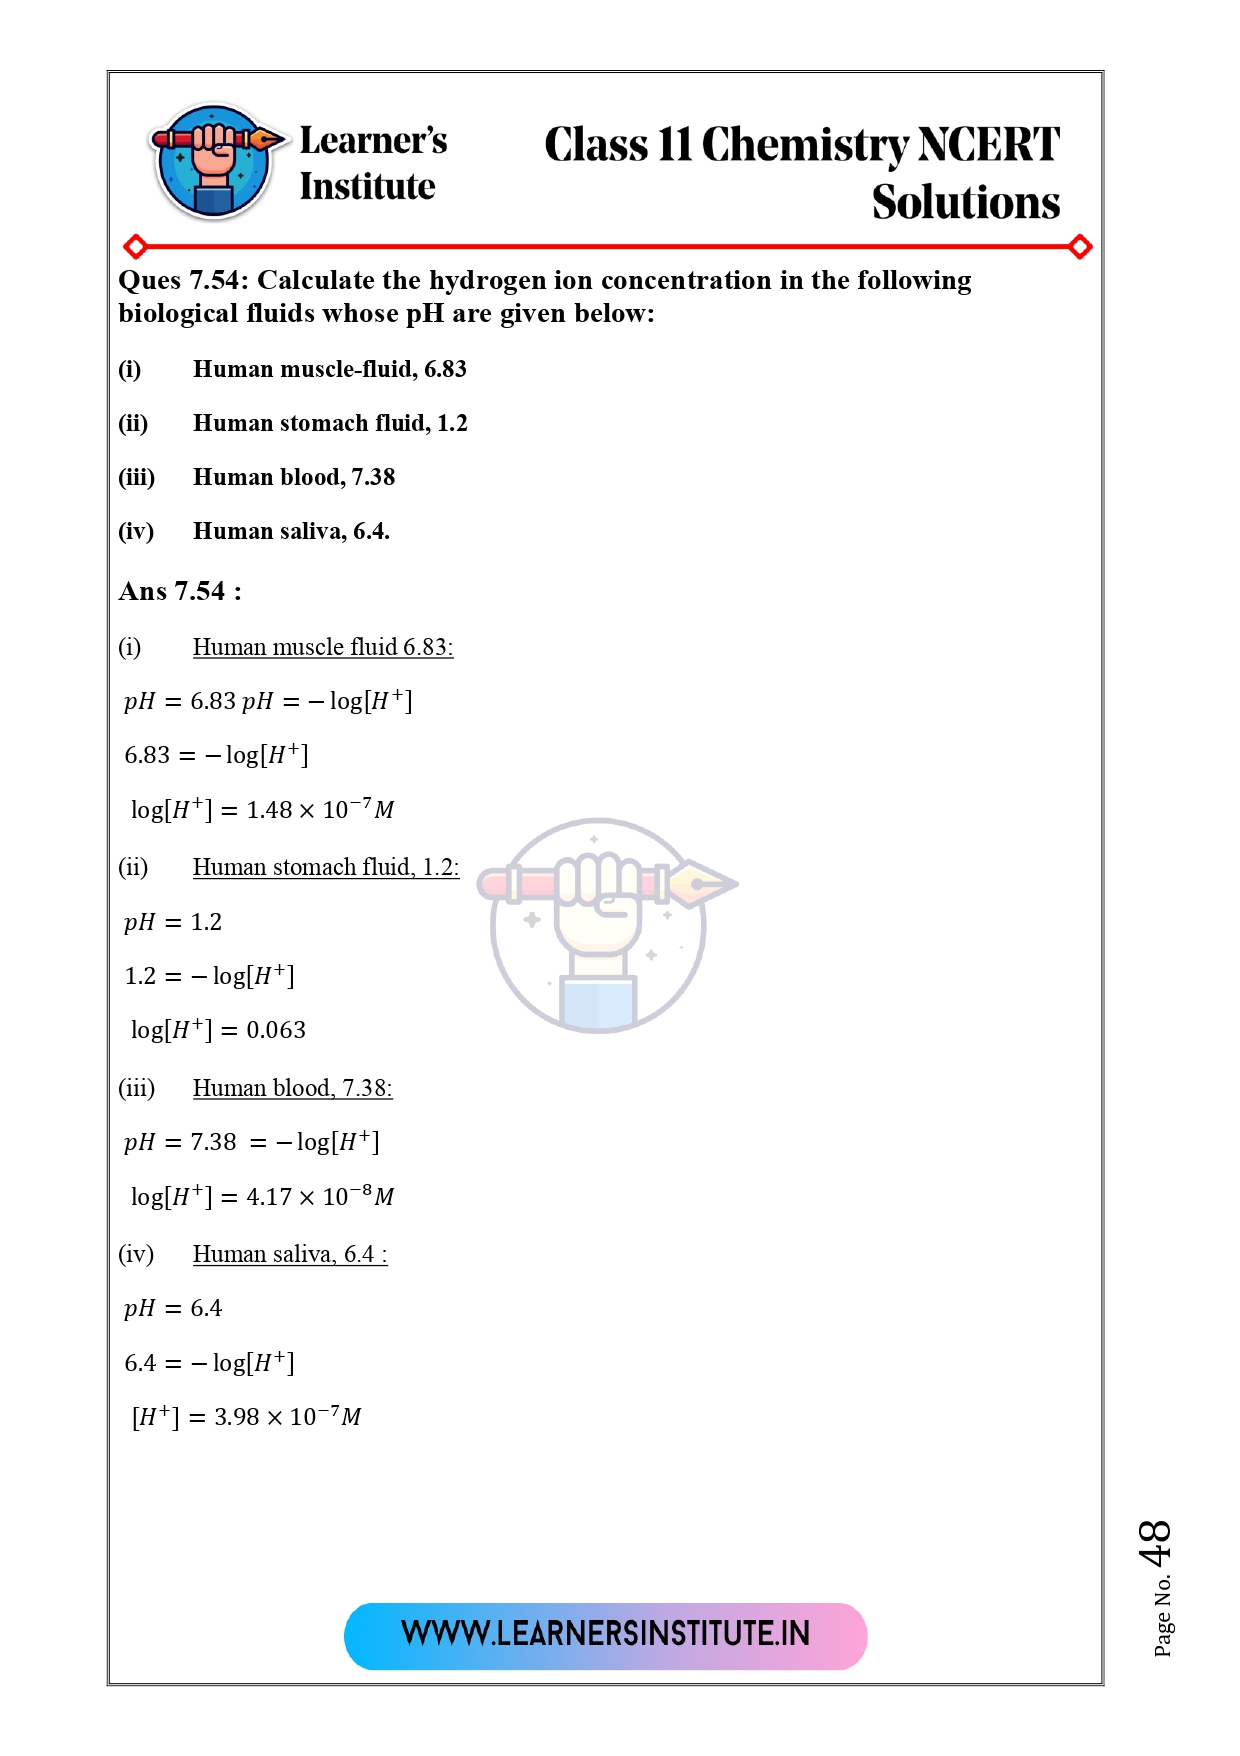 Learner's
Institute
Class 11 Chemistry NCERT
Solutions
Ques 7.54: Calculate the hydrogen ion concentration in the following
biological fluids whose pH are given below:
(i) Human muscle-fluid, 6.83
(ii) Human stomach fluid, 1.2
(iii) Human blood, 7.38
(iv) Human saliva, 6.4.
Ans 7.54 :
(i) Human muscle fluid 6.83:
pH = 6.83 pH = − log[H⁺]
6.83 = − log[H⁺]
log[H⁺] = 1.48 × 10⁻⁷M
(ii) Human stomach fluid, 1.2:
pH = 1.2
1.2 = − log[H⁺]
log[H⁺] = 0.063
(iii) Human blood, 7.38:
pH = 7.38 = − log[H⁺]
log[H⁺] = 4.17 × 10⁻⁸M
(iv) Human saliva, 6.4 :
pH = 6.4
6.4 = − log[H⁺]
[H⁺] = 3.98 × 10⁻⁷M
Page No. 48
WWW.LEARNERSINSTITUTE.IN